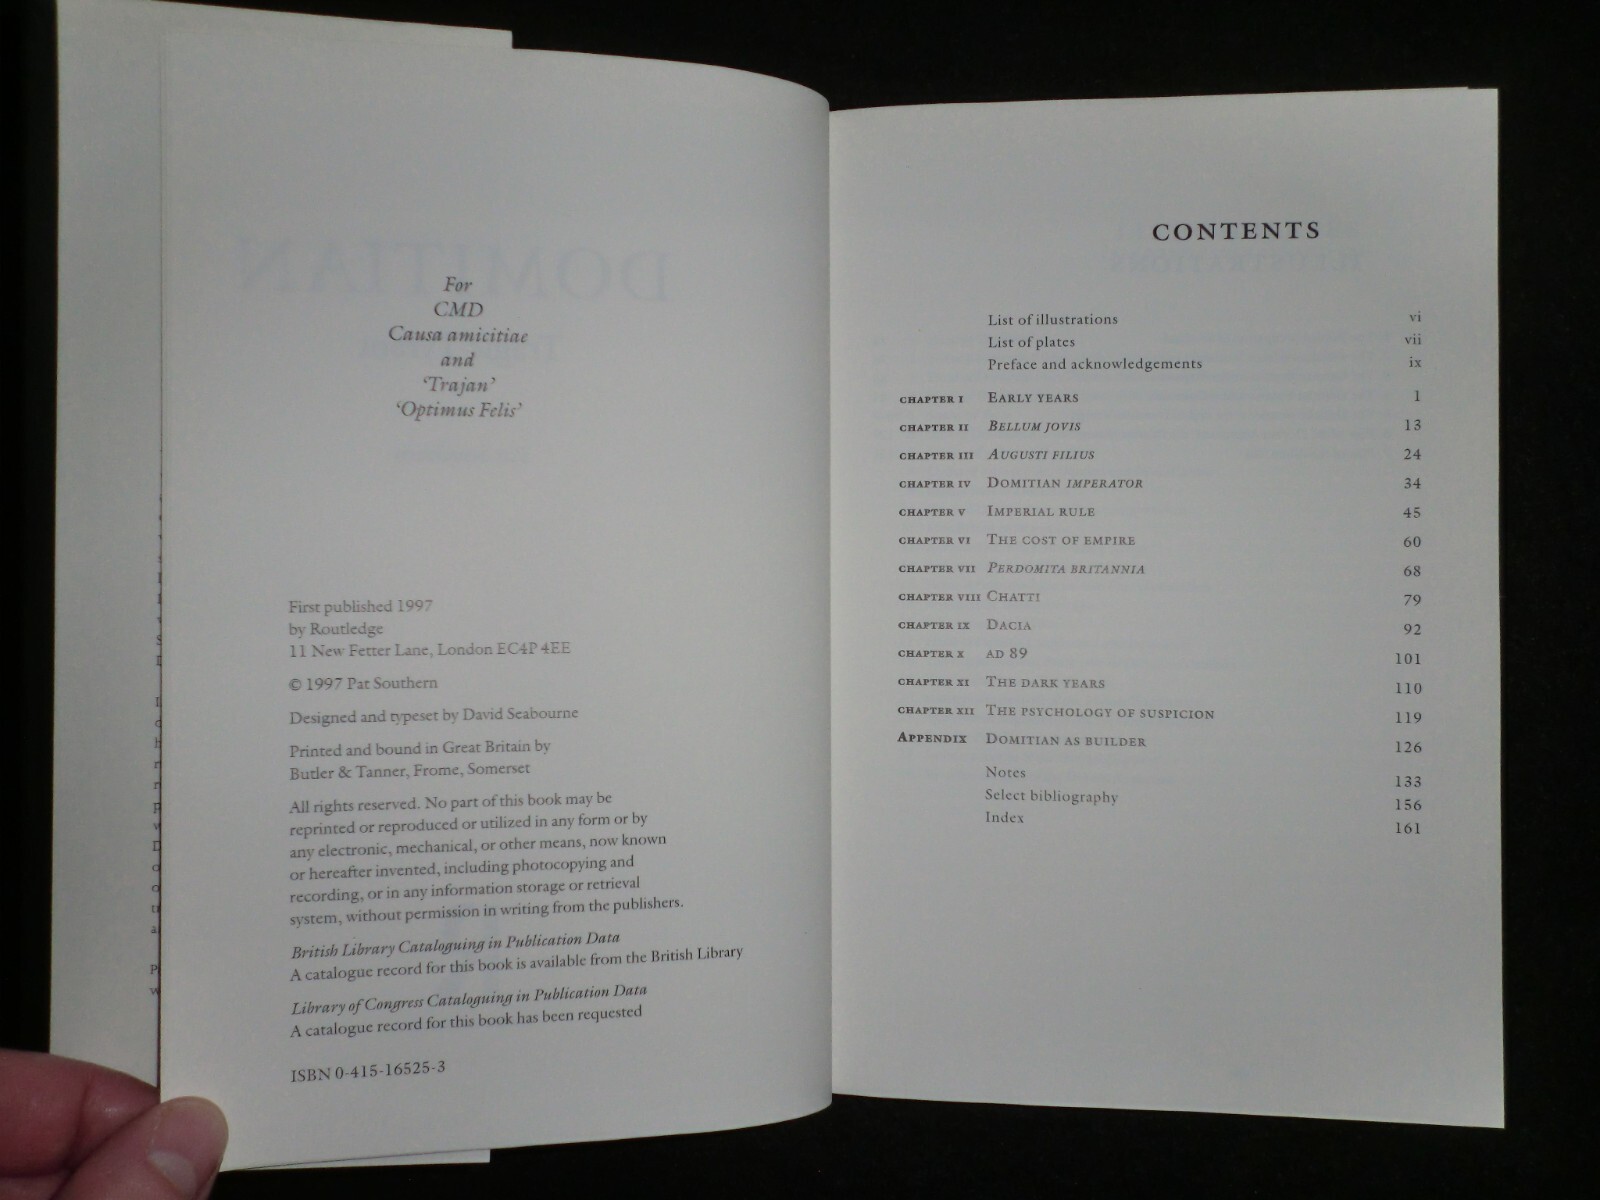 For
CMD
Causa amicitiae
and
‘Trajan’
‘Optimus Felis’
First published 1997
by Routledge
11 New Fetter Lane, London EC4P 4EE
© 1997 Pat Southern
Designed and typeset by David Seabourne
Printed and bound in Great Britain by
Butler & Tanner, Frome, Somerset
All rights reserved. No part of this book may be
reprinted or reproduced or utilized in any form or by
any electronic, mechanical, or other means, now known
or hereafter invented, including photocopying and
recording, or in any information storage or retrieval
system, without permission in writing from the publishers.
British Library Cataloguing in Publication Data
A catalogue record for this book is available from the British Library
Library of Congress Cataloguing in Publication Data
A catalogue record for this book has been requested
ISBN 0-415-16525-3
CONTENTS
List of illustrations vi
List of plates vii
Preface and acknowledgements ix
CHAPTER I EARLY YEARS 1
CHAPTER II BELLUM JOVIS 13
CHAPTER III AUGUSTI FILIUS 24
CHAPTER IV DOMITIAN IMPERATOR 34
CHAPTER V IMPERIAL RULE 45
CHAPTER VI THE COST OF EMPIRE 60
CHAPTER VII PERDOMITA BRITANNIA 68
CHAPTER VIII CHATTI 79
CHAPTER IX DACIA 92
CHAPTER X AD 89 101
CHAPTER XI THE DARK YEARS 110
CHAPTER XII THE PSYCHOLOGY OF SUSPICION 119
APPENDIX DOMITIAN AS BUILDER 126
Notes 133
Select bibliography 156
Index 161